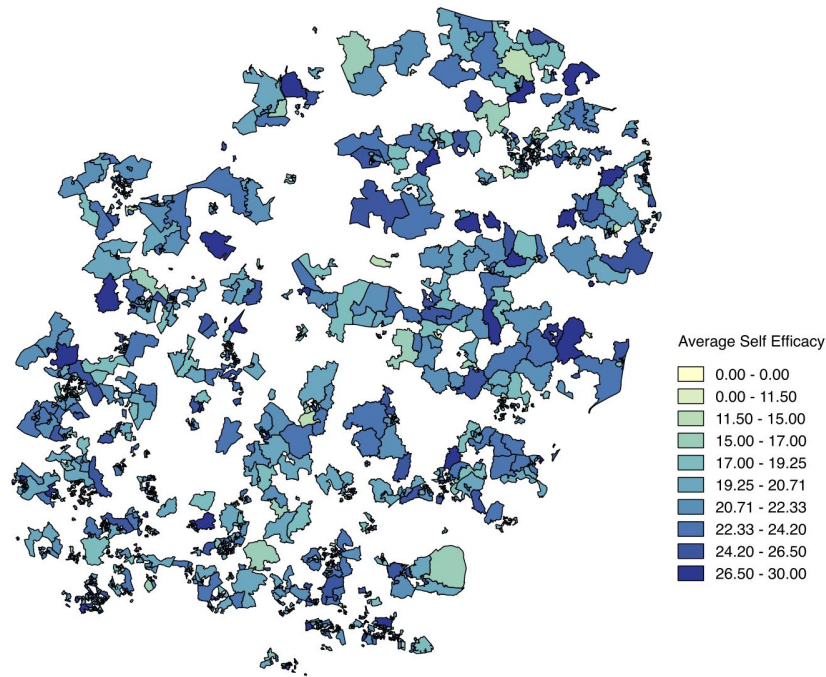 Average Self Efficacy
0.00 - 0.00
0.00 - 11.50
11.50 - 15.00
15.00 - 17.00
17.00 - 19.25
19.25 - 20.71
20.71 - 22.33
22.33 - 24.20
24.20 - 26.50
26.50 - 30.00